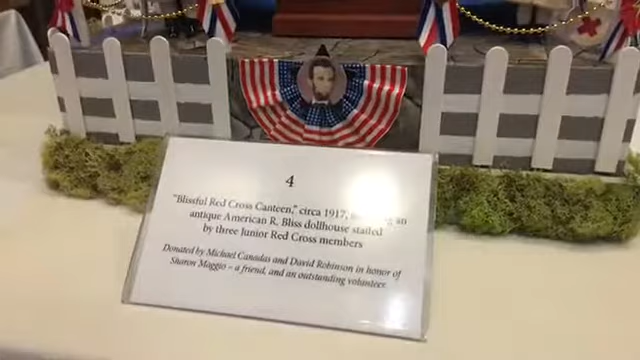 4
"Blissful Red Cross Canteen," circa 1917, an
antique American R. Bliss dollhouse staffed
by three Junior Red Cross members
Donated by Michael Canadas and David Robinson in honor of
Sharon Maggio – a friend, and an outstanding volunteer.